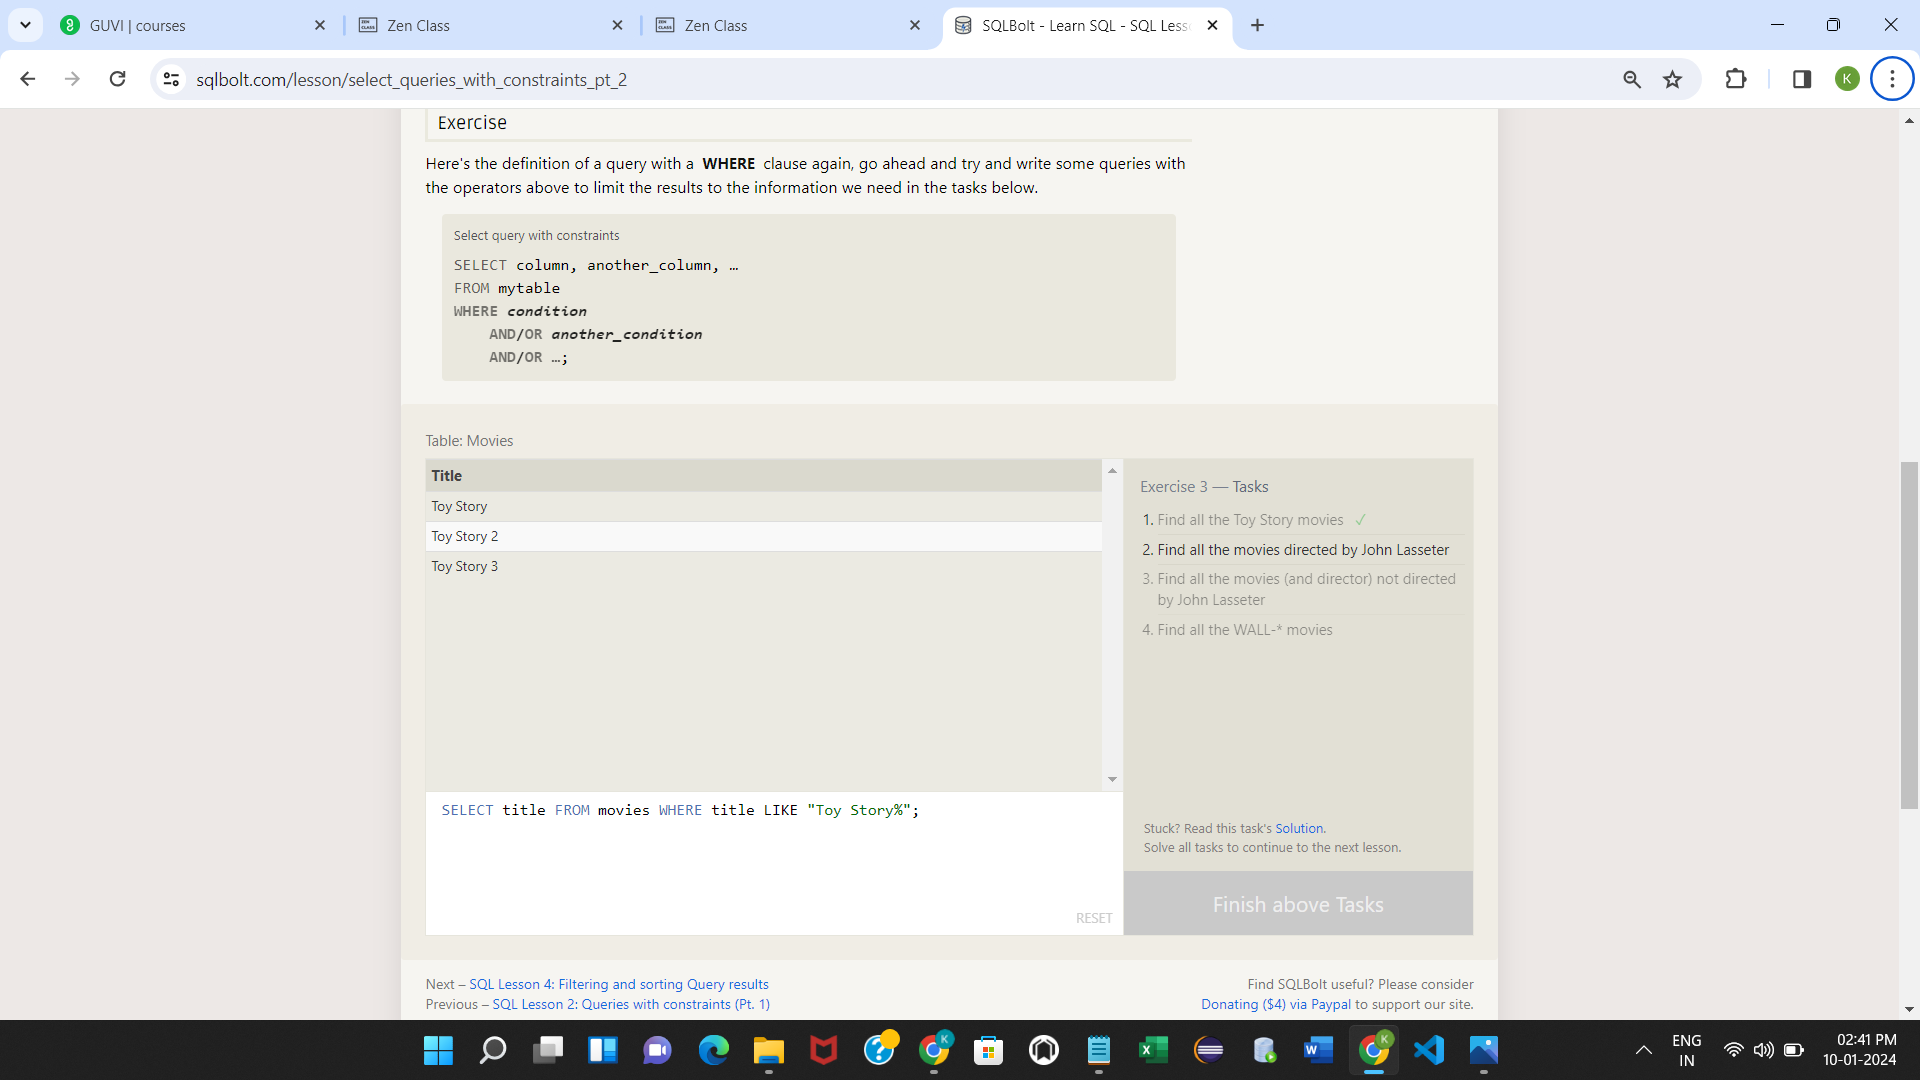 GUVI | courses
Zen Class
Zen Class
SQLBolt - Learn SQL - SQL Less
sqlbolt.com/lesson/select_queries_with_constraints_pt_2
K
Exercise
Here's the definition of a query with a WHERE clause again, go ahead and try and write some queries with
the operators above to limit the results to the information we need in the tasks below.
Select query with constraints
SELECT column, another_column, …
FROM mytable
WHERE condition
AND/OR another_condition
AND/OR …;
Table: Movies
Title
Toy Story
Toy Story 2
Toy Story 3
SELECT title FROM movies WHERE title LIKE "Toy Story%";
RESET
Exercise 3 — Tasks
1. Find all the Toy Story movies ✓
2. Find all the movies directed by John Lasseter
3. Find all the movies (and director) not directed
by John Lasseter
4. Find all the WALL-* movies
Stuck? Read this task's Solution.
Solve all tasks to continue to the next lesson.
Finish above Tasks
Next – SQL Lesson 4: Filtering and sorting Query results
Previous – SQL Lesson 2: Queries with constraints (Pt. 1)
Find SQLBolt useful? Please consider
Donating ($4) via Paypal to support our site.
ENG
IN
02:41 PM
10-01-2024